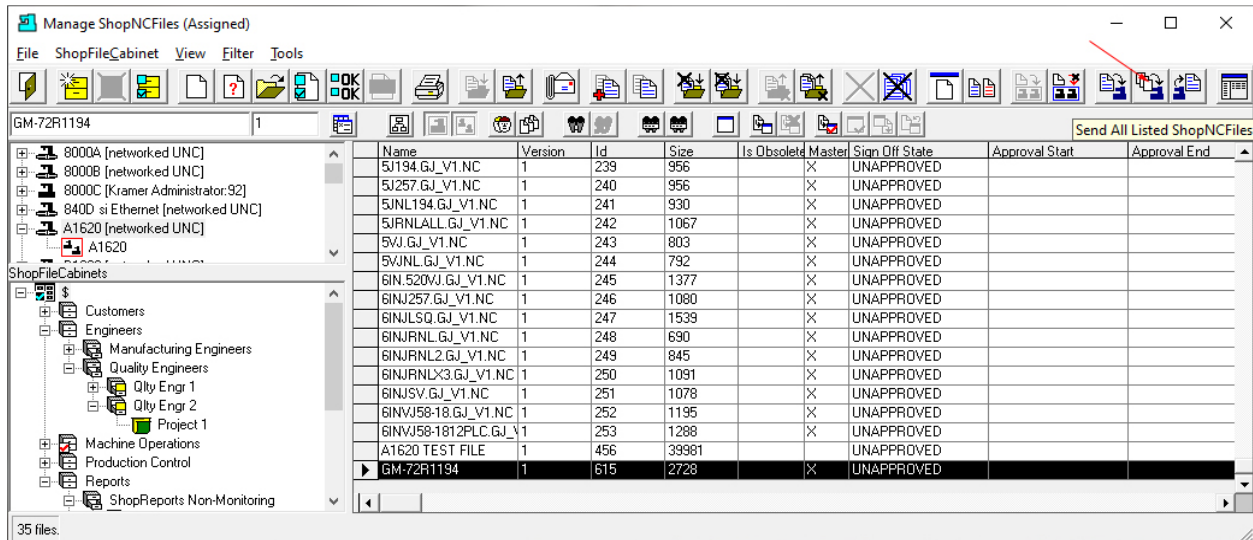 Manage ShopNCFiles (Assigned)
File ShopFileCabinet View Filter Tools
GM-72R1194 1
Send All Listed ShopNCFiles
8000A [networked UNC]
8000B [networked UNC]
8000C [Kramer Administrator:92]
840D si Ethernet [networked UNC]
A1620 [networked UNC]
A1620
ShopFileCabinets
$
Customers
Engineers
Manufacturing Engineers
Quality Engineers
Qlty Engr 1
Qlty Engr 2
Project 1
Machine Operations
Production Control
Reports
ShopReports Non-Monitoring
Name Version Id Size Is Obsolete Master Sign Off State Approval Start Approval End
5J194.GJ_V1.NC 1 239 956 X UNAPPROVED
5J257.GJ_V1.NC 1 240 956 X UNAPPROVED
5JNL194.GJ_V1.NC 1 241 930 X UNAPPROVED
5JRNLALL.GJ_V1.NC 1 242 1067 X UNAPPROVED
5VJ.GJ_V1.NC 1 243 803 X UNAPPROVED
5VJNL.GJ_V1.NC 1 244 792 X UNAPPROVED
6IN.520VJ.GJ_V1.NC 1 245 1377 X UNAPPROVED
6INJ257.GJ_V1.NC 1 246 1080 X UNAPPROVED
6INJLSQ.GJ_V1.NC 1 247 1539 X UNAPPROVED
6INJRNL.GJ_V1.NC 1 248 690 X UNAPPROVED
6INJRNL2.GJ_V1.NC 1 249 845 X UNAPPROVED
6INJRNLX3.GJ_V1.NC 1 250 1091 X UNAPPROVED
6INJSV.GJ_V1.NC 1 251 1078 X UNAPPROVED
6INVJ58-18.GJ_V1.NC 1 252 1195 X UNAPPROVED
6INVJ58-1812PLC.GJ_V 1 253 1288 X UNAPPROVED
A1620 TEST FILE 1 456 39981 UNAPPROVED
GM-72R1194 1 615 2728 X UNAPPROVED
35 files.